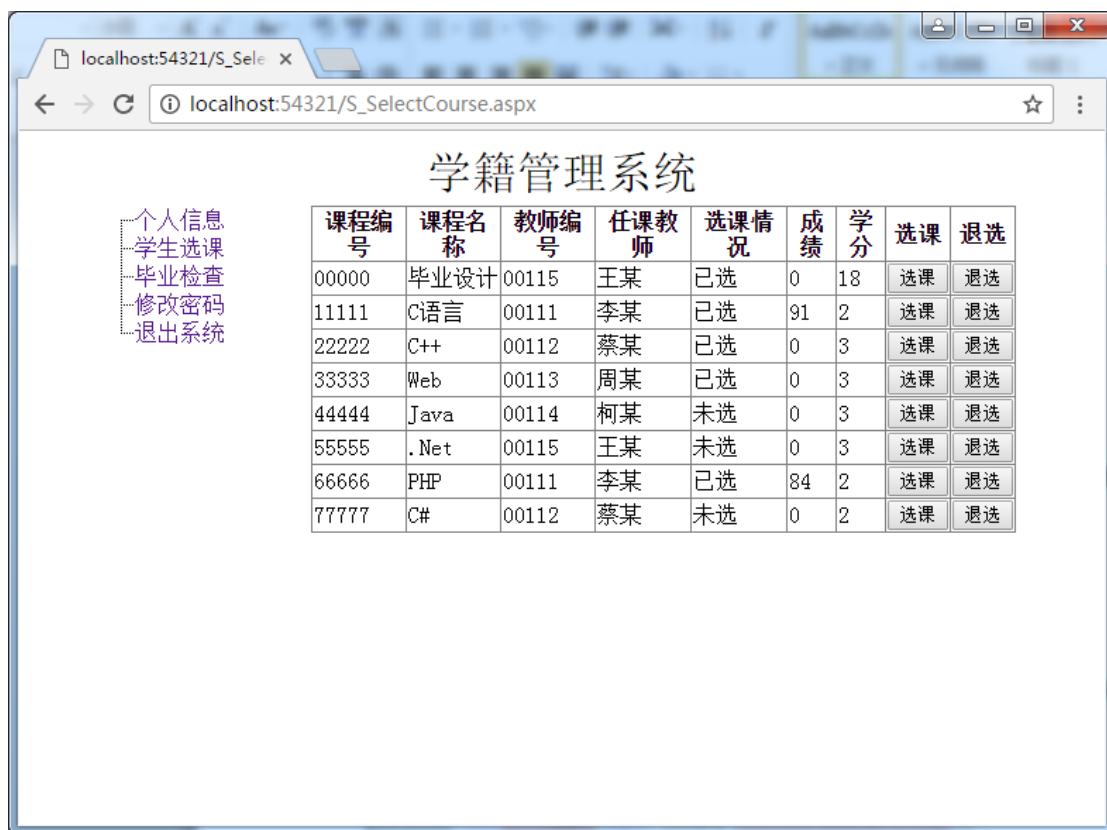 localhost:54321/S_Sele
localhost:54321/S_SelectCourse.aspx
学籍管理系统
个人信息
学生选课
毕业检查
修改密码
退出系统
课程编号 课程名称 教师编号 任课教师 选课情况 成绩 学分 选课 退选
00000 毕业设计 00115 王某 已选 0 18 选课 退选
11111 C语言 00111 李某 已选 91 2 选课 退选
22222 C++ 00112 蔡某 已选 0 3 选课 退选
33333 Web 00113 周某 已选 0 3 选课 退选
44444 Java 00114 柯某 未选 0 3 选课 退选
55555 .Net 00115 王某 未选 0 3 选课 退选
66666 PHP 00111 李某 已选 84 2 选课 退选
77777 C# 00112 蔡某 未选 0 2 选课 退选